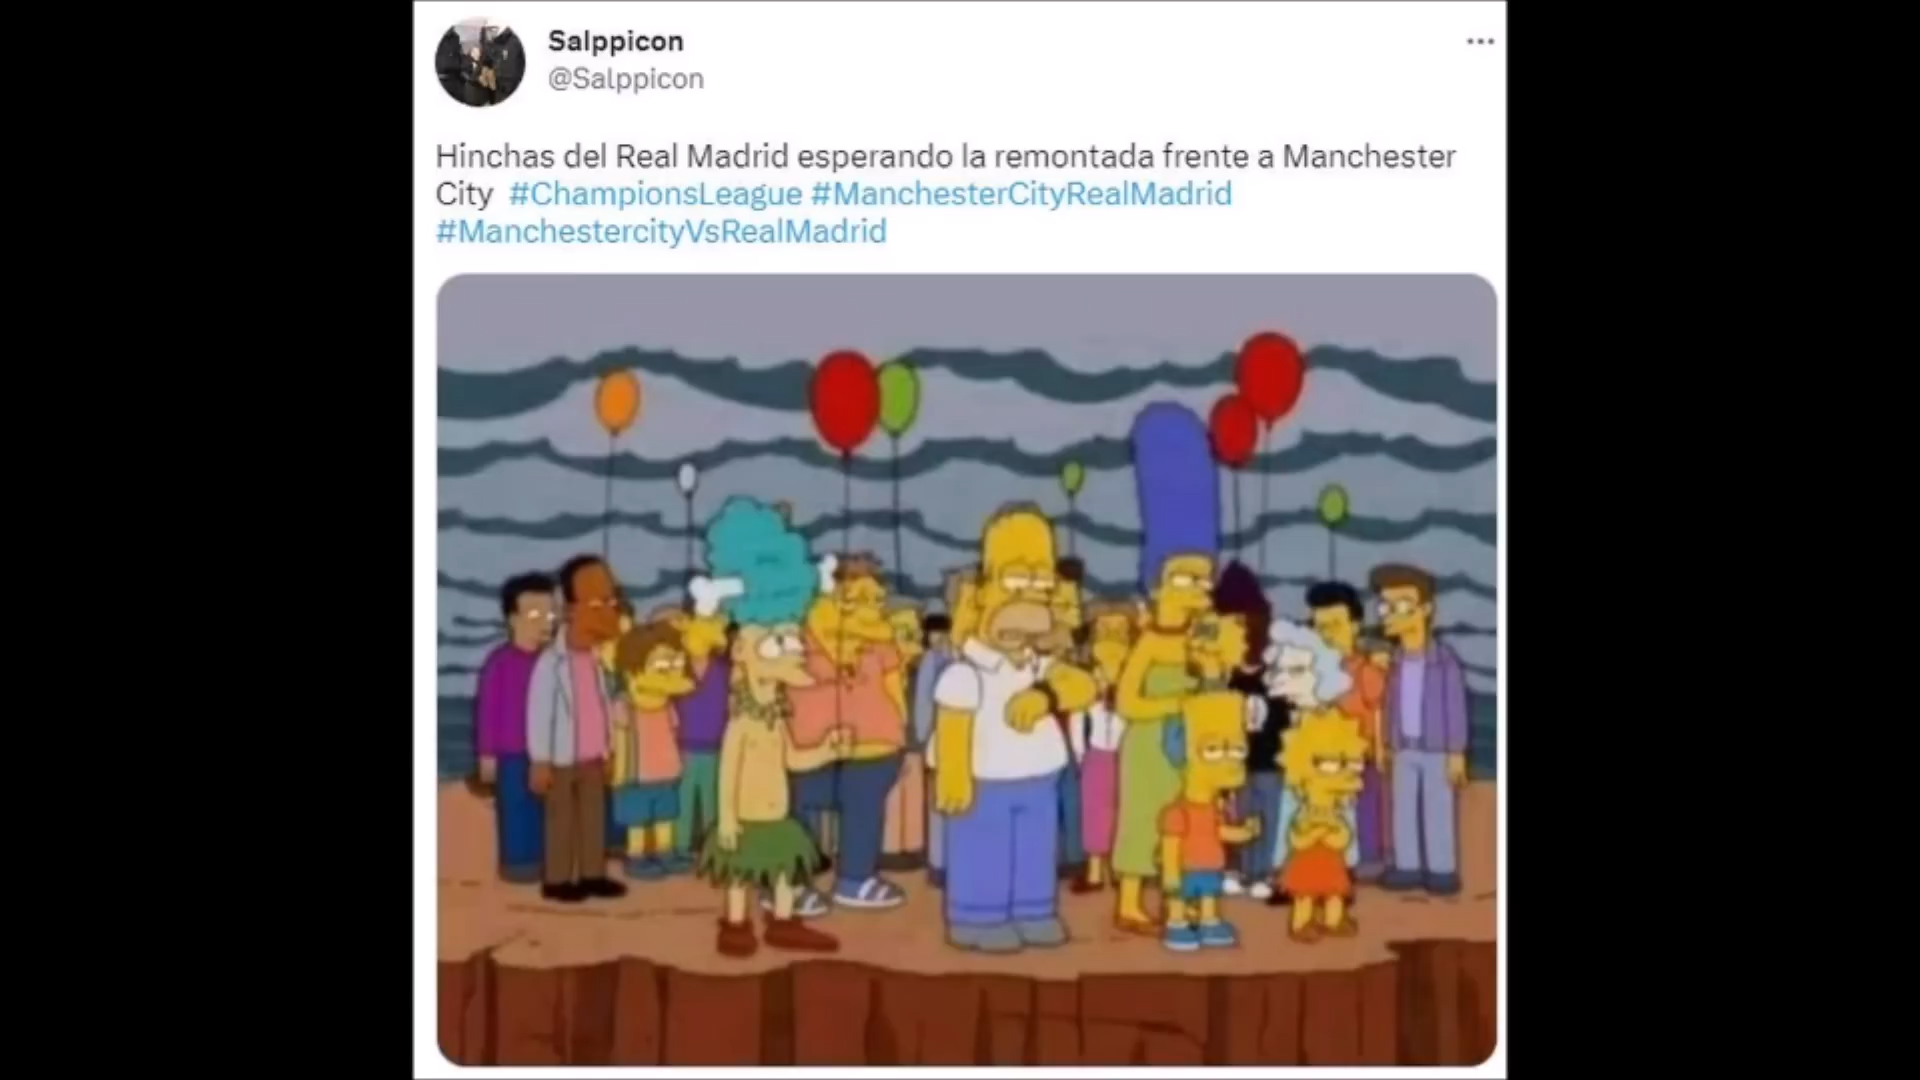 Salppicon
@Salppicon
Hinchas del Real Madrid esperando la remontada frente a Manchester
City #ChampionsLeague #ManchesterCityRealMadrid
#ManchestercityVsRealMadrid